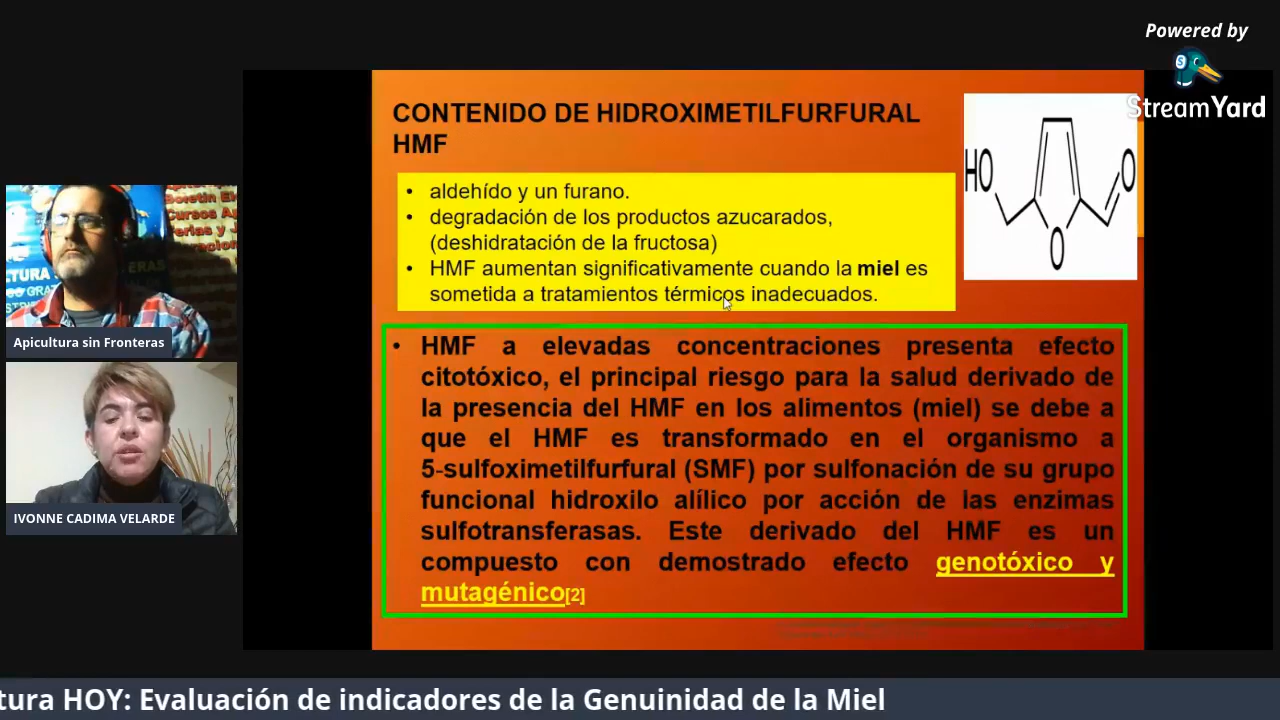 Powered by
StreamYard
CONTENIDO DE HIDROXIMETILFURFURAL
HMF
• aldehído y un furano.
• degradación de los productos azucarados,
(deshidratación de la fructosa)
• HMF aumentan significativamente cuando la miel es
sometida a tratamientos térmicos inadecuados.
HO
O
O
• HMF a elevadas concentraciones presenta efecto
citotóxico, el principal riesgo para la salud derivado de
la presencia del HMF en los alimentos (miel) se debe a
que el HMF es transformado en el organismo a
5-sulfoximetilfurfural (SMF) por sulfonación de su grupo
funcional hidroxilo alílico por acción de las enzimas
sulfotransferasas. Este derivado del HMF es un
compuesto con demostrado efecto genotóxico y
mutagénico[2]
Apicultura sin Fronteras
IVONNE CADIMA VELARDE
tura HOY: Evaluación de indicadores de la Genuinidad de la Miel